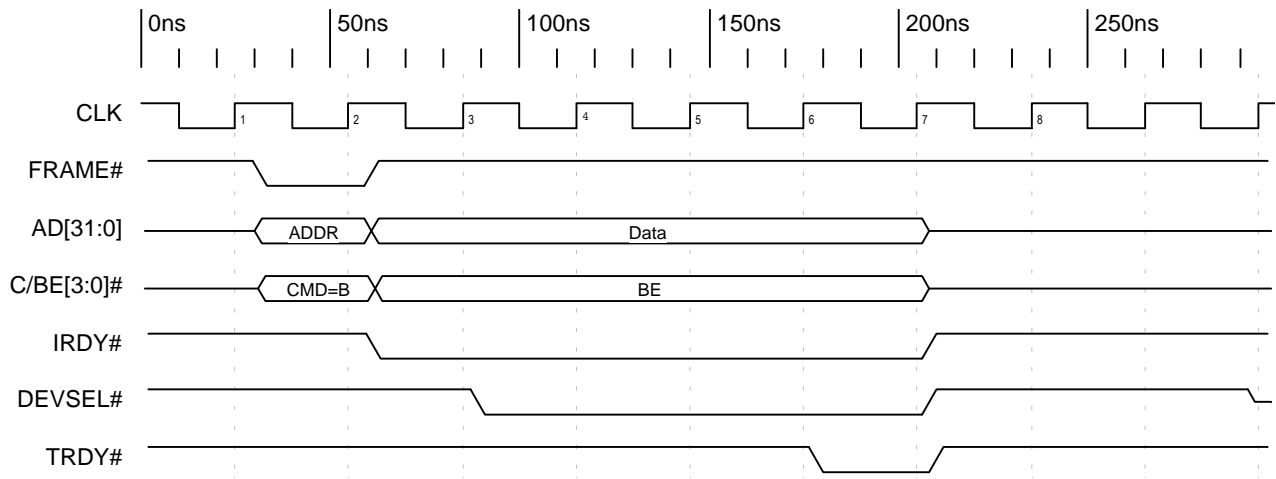 0ns 50ns 100ns 150ns 200ns 250ns
CLK 1 2 3 4 5 6 7 8
FRAME#
AD[31:0] ADDR Data
C/BE[3:0]# CMD=B BE
IRDY#
DEVSEL#
TRDY#